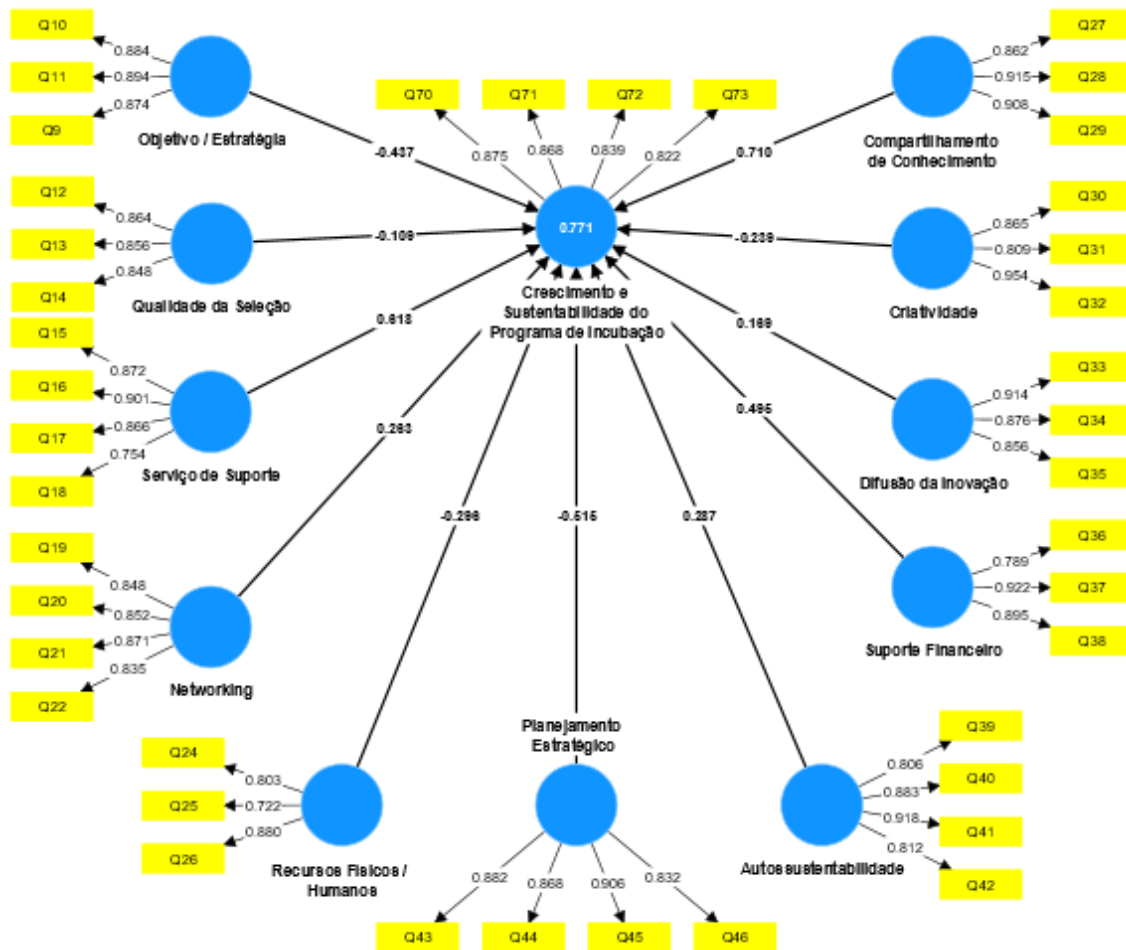 Q10
0.884
Q11
0.894
0.874
Q9
Objetivo / Estratégia
-0.437
Q70
Q71
Q72
Q73
0.875
0.868
0.839
0.822
Q27
0.862
Q28
0.915
0.908
Q29
Compartilhamento
de Conhecimento
0.710
Q12
0.864
Q13
0.856
0.848
Q14
Qualidade da Seleção
-0.109
0.771
Crescimento e
Sustentabilidade do
Programa de Incubação
Q30
0.865
Q31
0.809
0.954
Q32
Criatividade
-0.239
Q15
0.872
Q16
0.901
Q17
0.866
0.754
Q18
Serviço de Suporte
0.618
Q33
0.914
Q34
0.876
0.856
Q35
Difusão da Inovação
0.169
Q19
0.848
Q20
0.852
Q21
0.871
0.835
Q22
Networking
0.263
Q36
0.789
Q37
0.922
0.895
Q38
Suporte Financeiro
0.495
-0.296
-0.515
0.287
Q24
0.803
Q25
0.722
0.880
Q26
Recursos Físicos /
Humanos
Planejamento
Estratégico
0.882
0.868
0.906
0.832
Q43
Q44
Q45
Q46
Q39
0.806
Q40
0.883
0.918
Q41
0.812
Q42
Autossustentabilidade